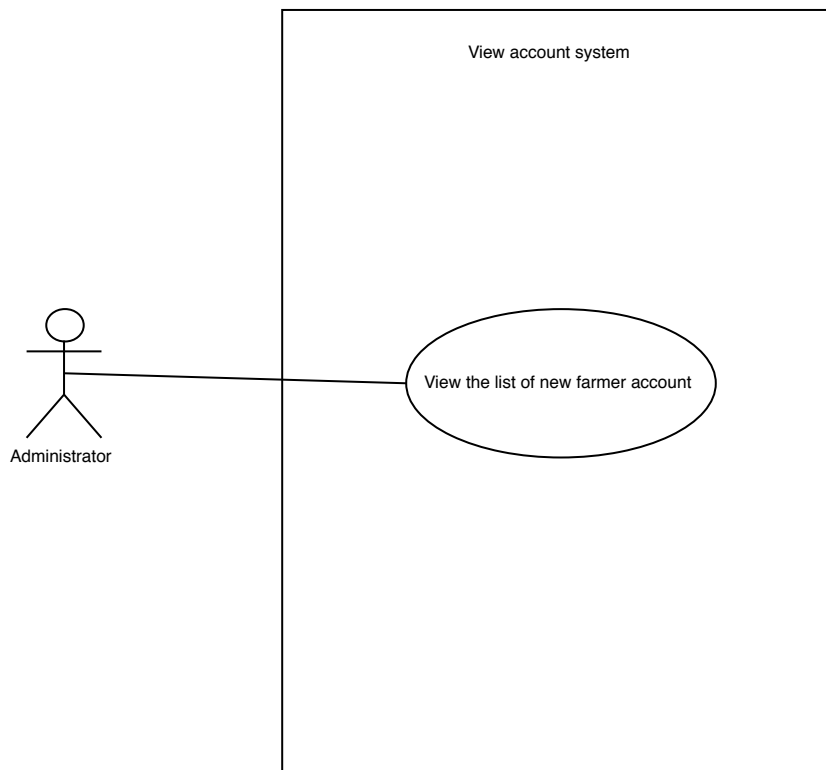 View account system
View the list of new farmer account
Administrator